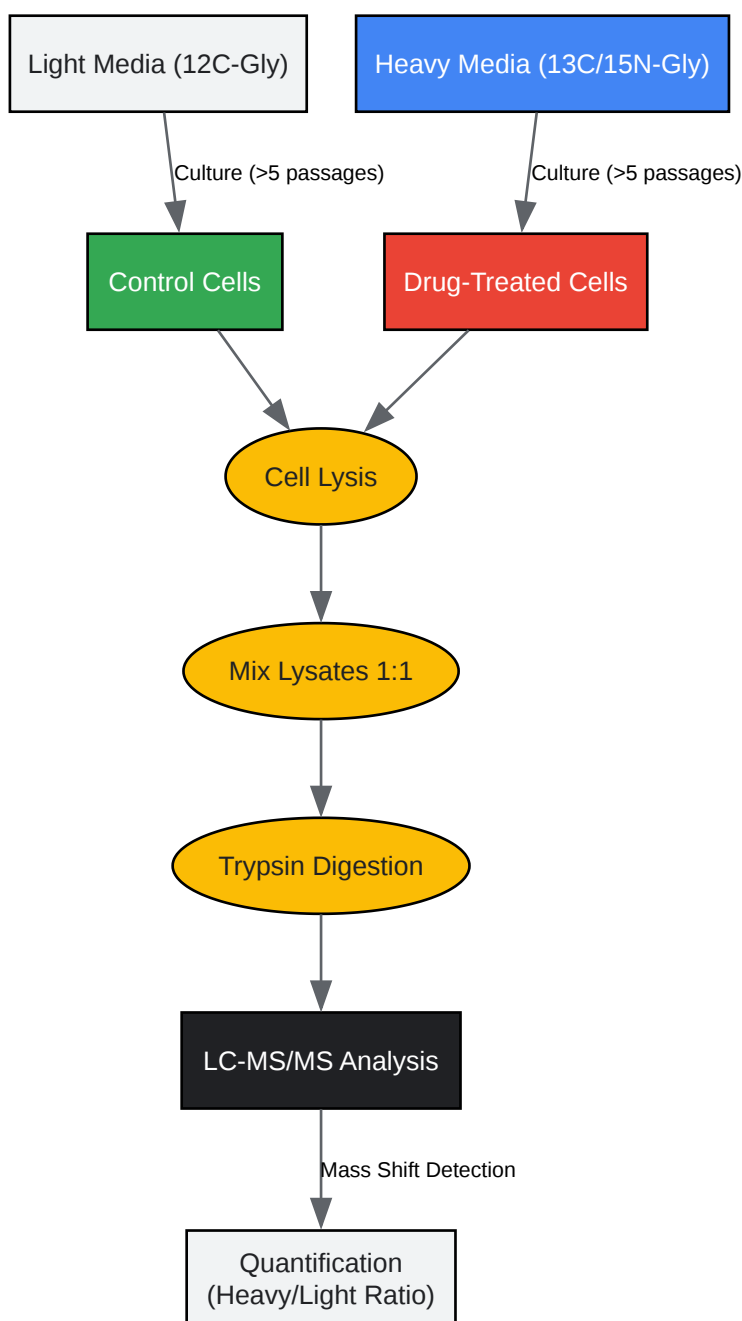 Light Media (12C-Gly)
Heavy Media (13C/15N-Gly)
Culture (>5 passages)
Culture (>5 passages)
Control Cells
Drug-Treated Cells
Cell Lysis
Mix Lysates 1:1
Trypsin Digestion
LC-MS/MS Analysis
Mass Shift Detection
Quantification
(Heavy/Light Ratio)